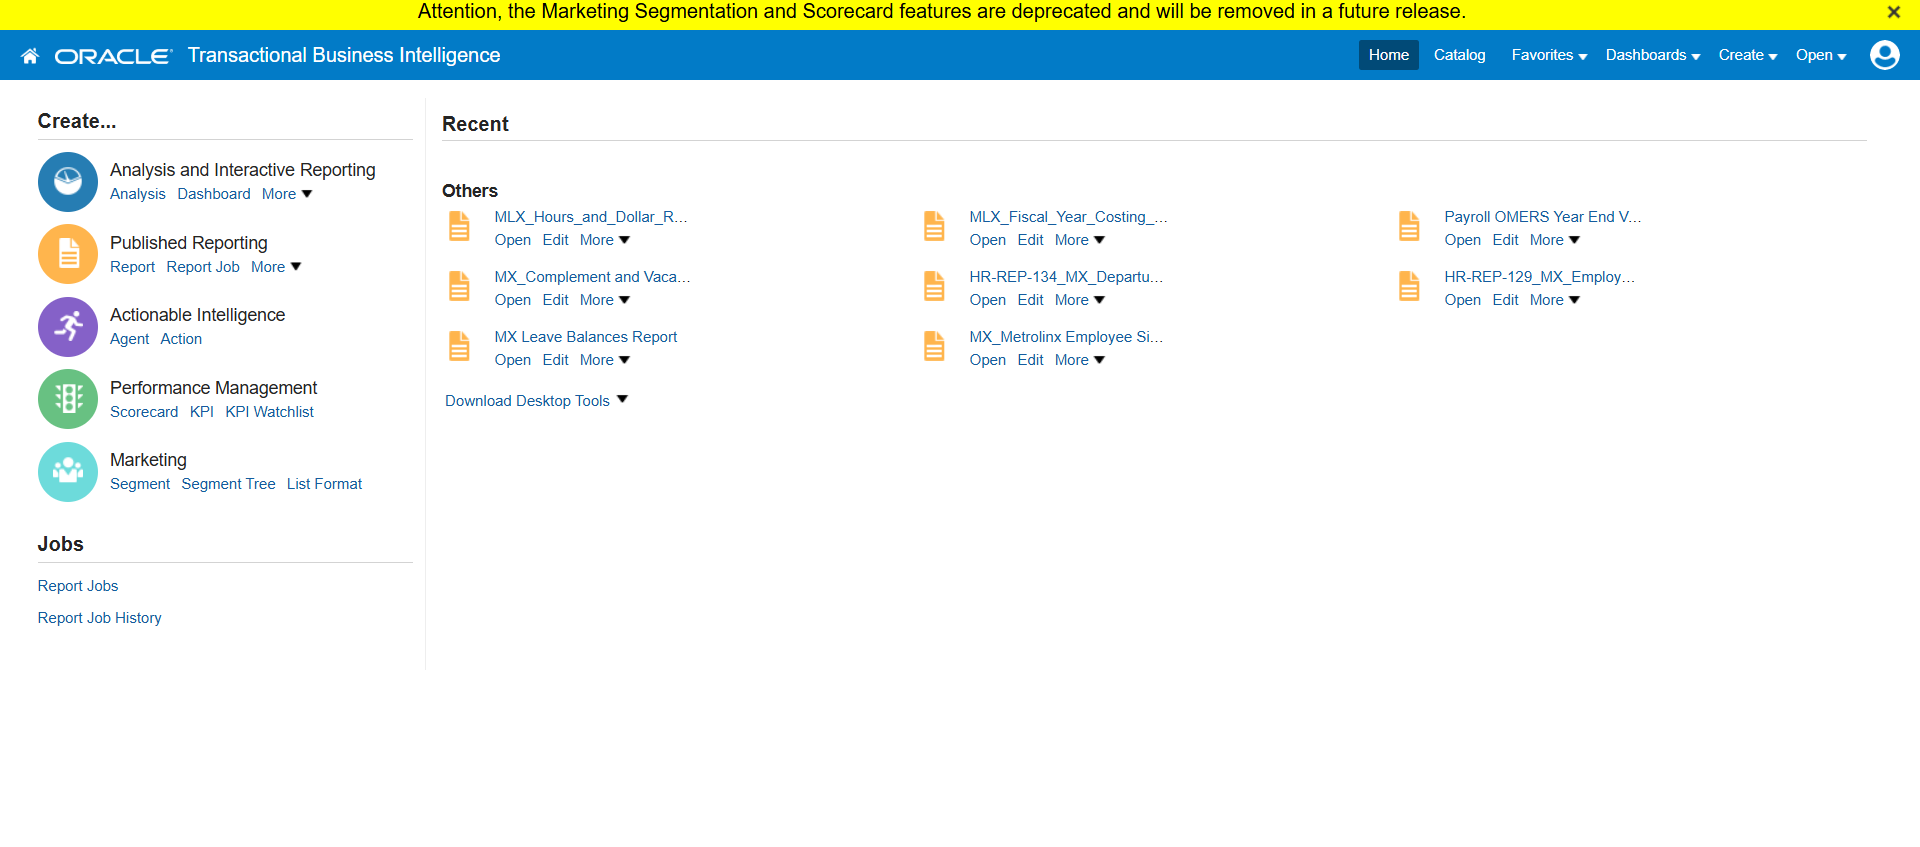 Attention, the Marketing Segmentation and Scorecard features are deprecated and will be removed in a future release.
ORACLE Transactional Business Intelligence
Home Catalog Favorites Dashboards Create Open
Create...
Analysis and Interactive Reporting
Analysis Dashboard More
Published Reporting
Report Report Job More
Actionable Intelligence
Agent Action
Performance Management
Scorecard KPI KPI Watchlist
Marketing
Segment Segment Tree List Format
Jobs
Report Jobs
Report Job History
Recent
Others
MLX_Hours_and_Dollar_R...
Open Edit More
MLX_Fiscal_Year_Costing_...
Open Edit More
Payroll OMERS Year End V...
Open Edit More
MX_Complement and Vaca...
Open Edit More
HR-REP-134_MX_Departu...
Open Edit More
HR-REP-129_MX_Employ...
Open Edit More
MX Leave Balances Report
Open Edit More
MX_Metrolinx Employee Si...
Open Edit More
Download Desktop Tools